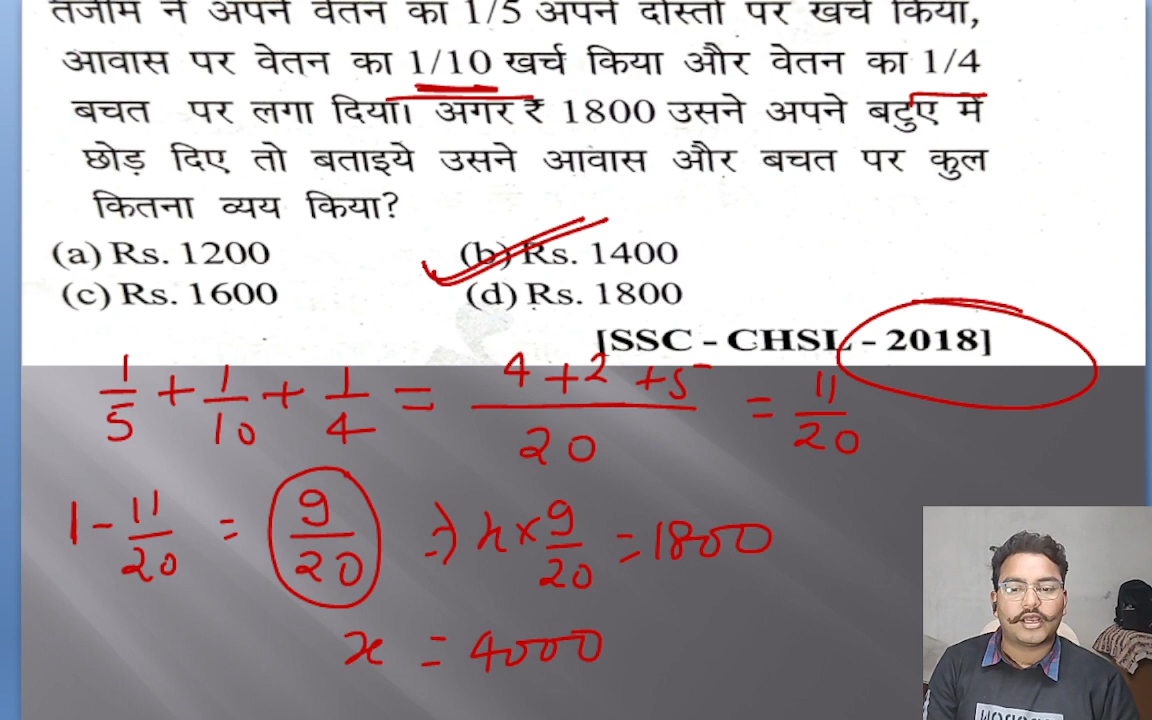 तजीम ने अपने वेतन का 1/5 अपने दोस्तों पर खर्च किया,
आवास पर वेतन का 1/10 खर्च किया और वेतन का 1/4
बचत पर लगा दिया। अगर ₹ 1800 उसने अपने बटुए में
छोड़ दिए तो बताइये उसने आवास और बचत पर कुल
कितना व्यय किया?
(a) Rs. 1200 (b) Rs. 1400
(c) Rs. 1600 (d) Rs. 1800
[SSC - CHSL - 2018]
1/5 + 1/10 + 1/4 = 4+2+5/20 = 11/20
1 - 11/20 = 9/20 => x × 9/20 = 1800
x = 4000